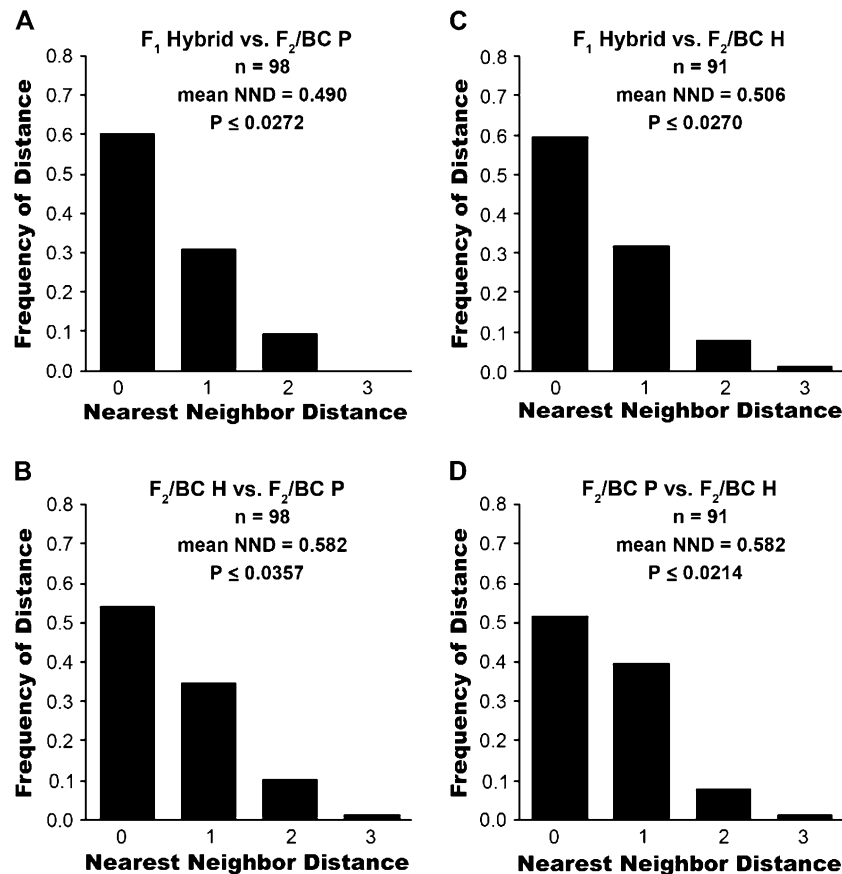 A
F₁ Hybrid vs. F₂/BC P
n = 98
mean NND = 0.490
P ≤ 0.0272
Frequency of Distance
0.8
0.7
0.6
0.5
0.4
0.3
0.2
0.1
0.0
0 1 2 3
Nearest Neighbor Distance
B
F₂/BC H vs. F₂/BC P
n = 98
mean NND = 0.582
P ≤ 0.0357
Frequency of Distance
0.8
0.7
0.6
0.5
0.4
0.3
0.2
0.1
0.0
0 1 2 3
Nearest Neighbor Distance
C
F₁ Hybrid vs. F₂/BC H
n = 91
mean NND = 0.506
P ≤ 0.0270
Frequency of Distance
0.8
0.7
0.6
0.5
0.4
0.3
0.2
0.1
0.0
0 1 2 3
Nearest Neighbor Distance
D
F₂/BC P vs. F₂/BC H
n = 91
mean NND = 0.582
P ≤ 0.0214
Frequency of Distance
0.8
0.7
0.6
0.5
0.4
0.3
0.2
0.1
0.0
0 1 2 3
Nearest Neighbor Distance